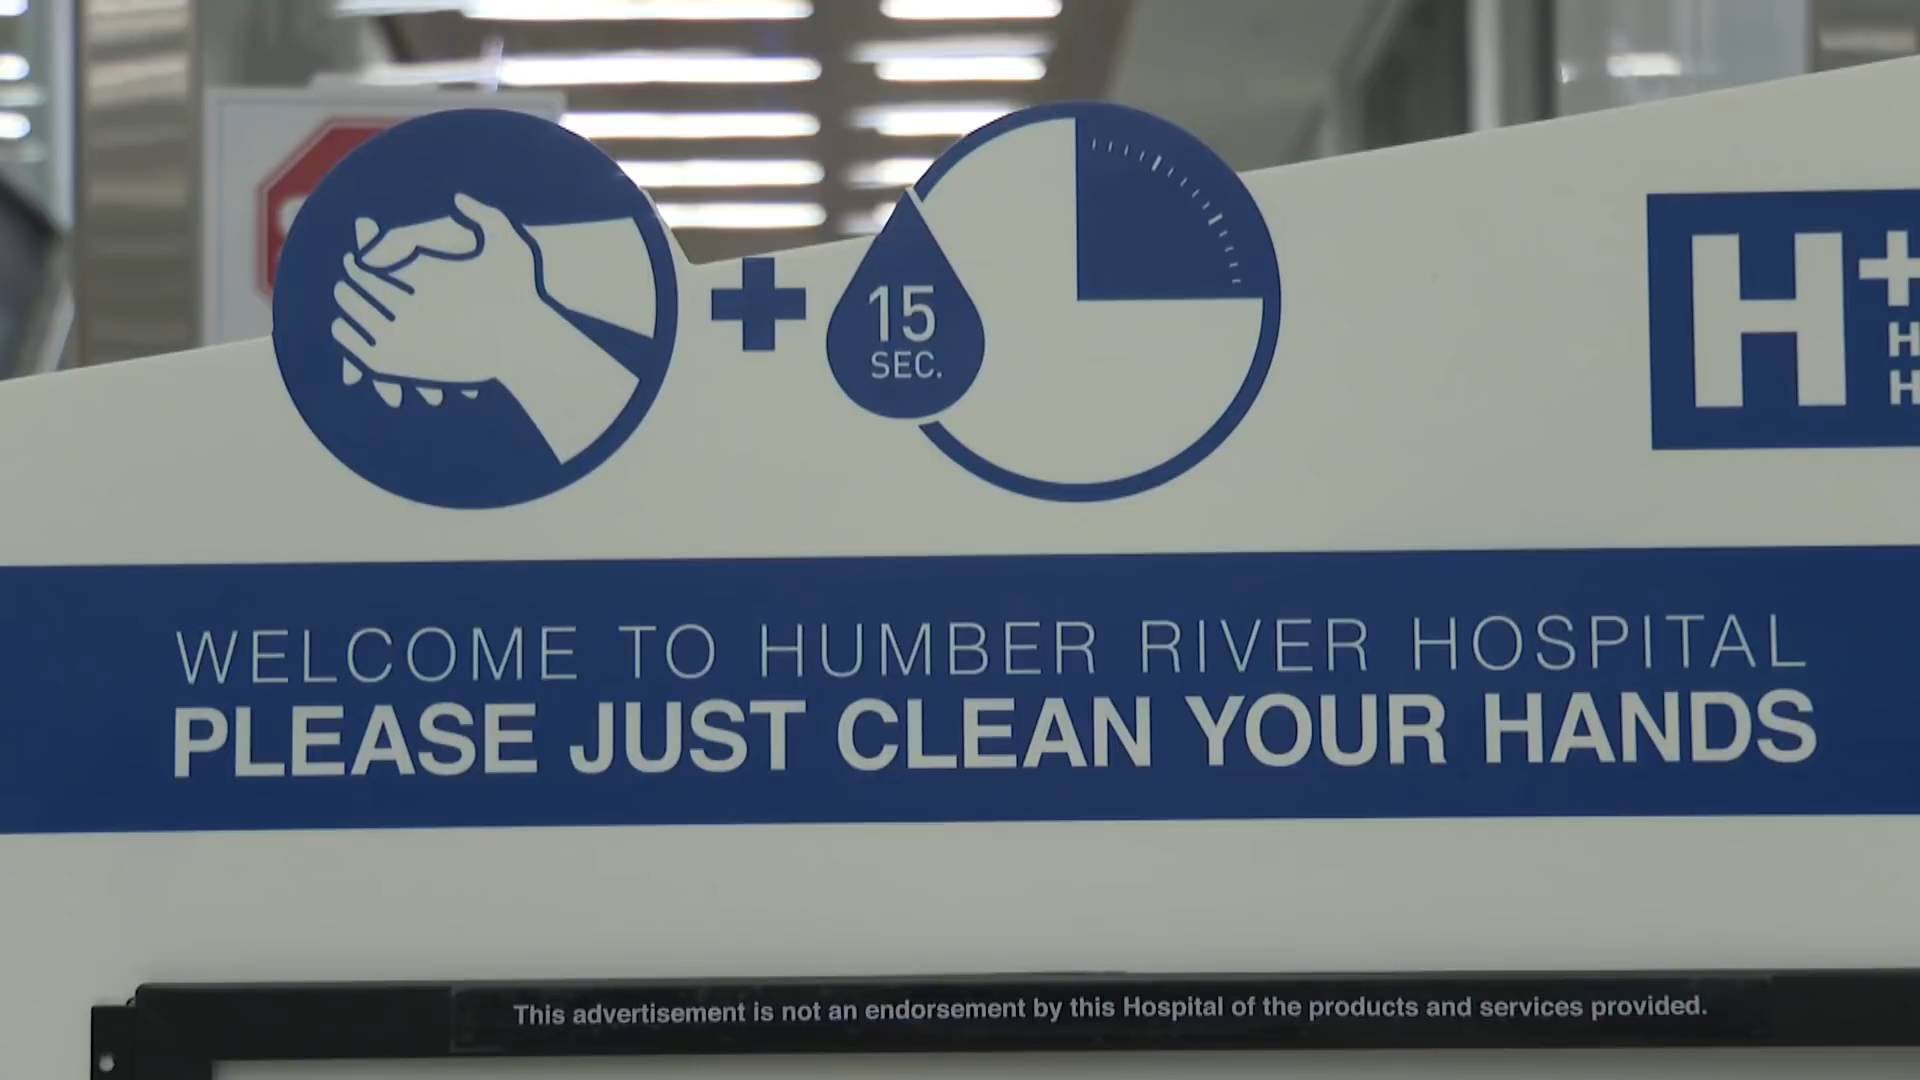 15
SEC.
H+
H
H
WELCOME TO HUMBER RIVER HOSPITAL
PLEASE JUST CLEAN YOUR HANDS
This advertisement is not an endorsement by this Hospital of the products and services provided.